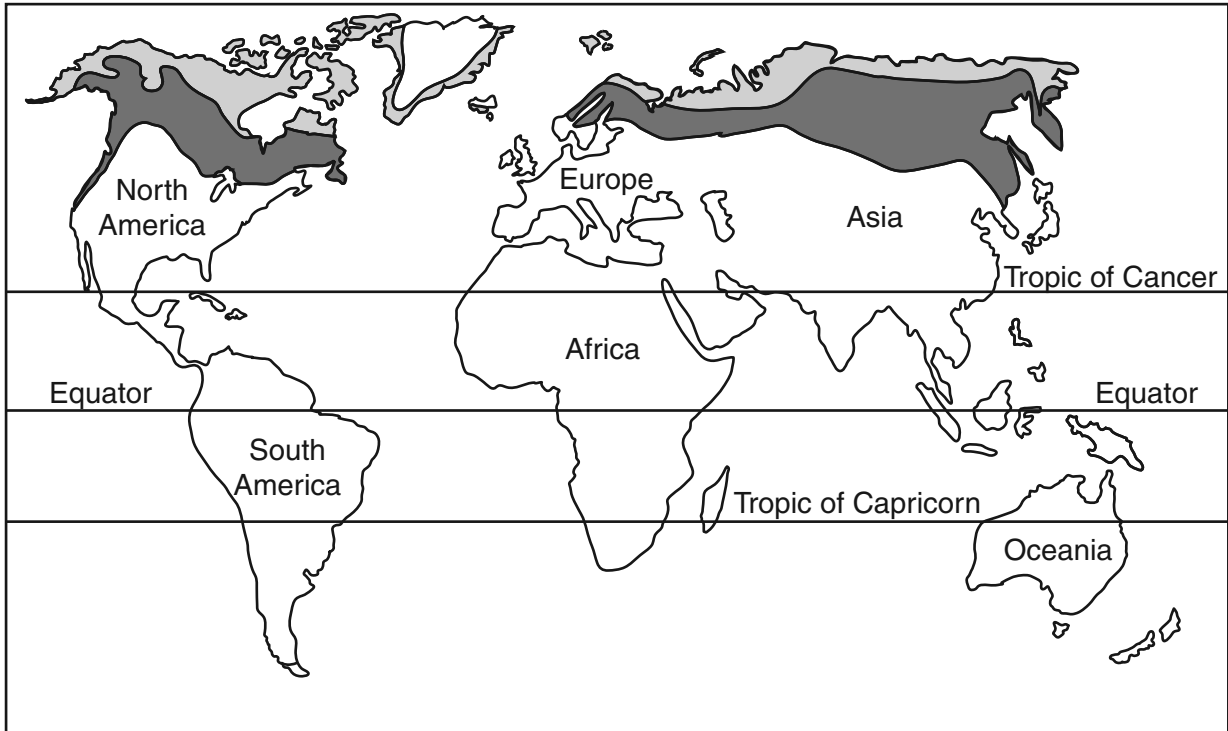 North
America
Europe
Asia
Tropic of Cancer
Africa
Equator
Equator
South
America
Tropic of Capricorn
Oceania